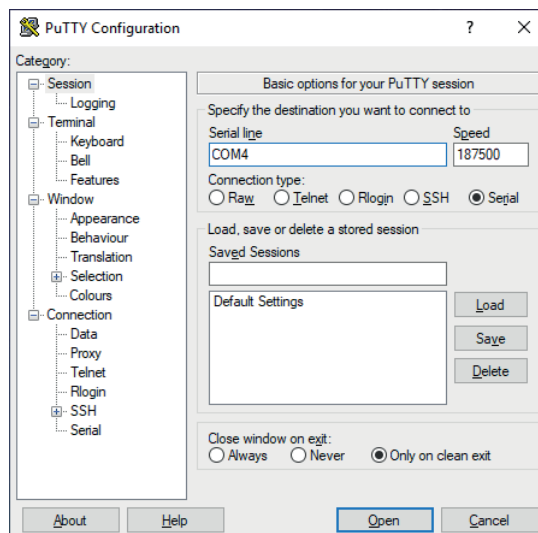 PuTTY Configuration ? ×
Category:
Session
Logging
Terminal
Keyboard
Bell
Features
Window
Appearance
Behaviour
Translation
Selection
Colours
Connection
Data
Proxy
Telnet
Rlogin
SSH
Serial
Basic options for your PuTTY session
Specify the destination you want to connect to
Serial line Speed
COM4 187500
Connection type:
Raw Telnet Rlogin SSH Serial
Load, save or delete a stored session
Saved Sessions
Default Settings
Load
Save
Delete
Close window on exit:
Always Never Only on clean exit
About Help Open Cancel